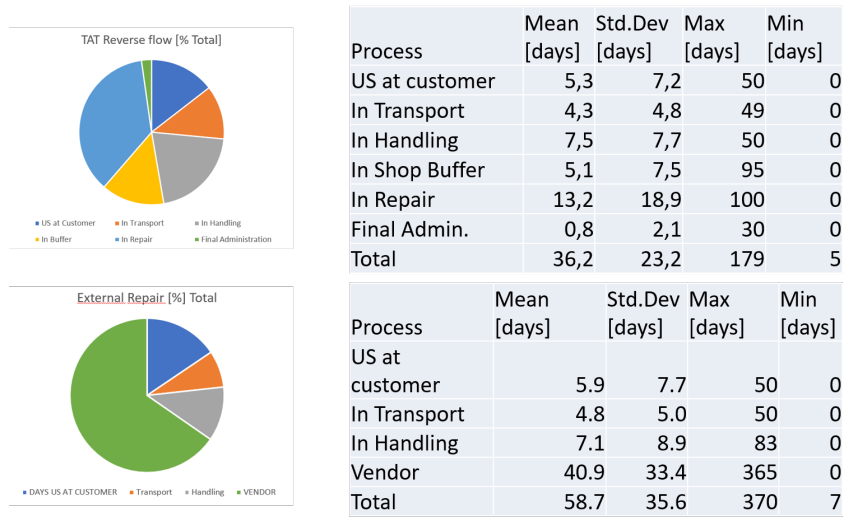 TAT Reverse flow [% Total]
US at Customer In Transport In Handling
In Buffer In Repair Final Administration
Mean Std.Dev Max Min
Process [days] [days] [days] [days]
US at customer 5,3 7,2 50 0
In Transport 4,3 4,8 49 0
In Handling 7,5 7,7 50 0
In Shop Buffer 5,1 7,5 95 0
In Repair 13,2 18,9 100 0
Final Admin. 0,8 2,1 30 0
Total 36,2 23,2 179 5
External Repair [%] Total
DAYS US AT CUSTOMER Transport Handling VENDOR
Mean Std.Dev Max Min
Process [days] [days] [days] [days]
US at
customer 5.9 7.7 50 0
In Transport 4.8 5.0 50 0
In Handling 7.1 8.9 83 0
Vendor 40.9 33.4 365 0
Total 58.7 35.6 370 7